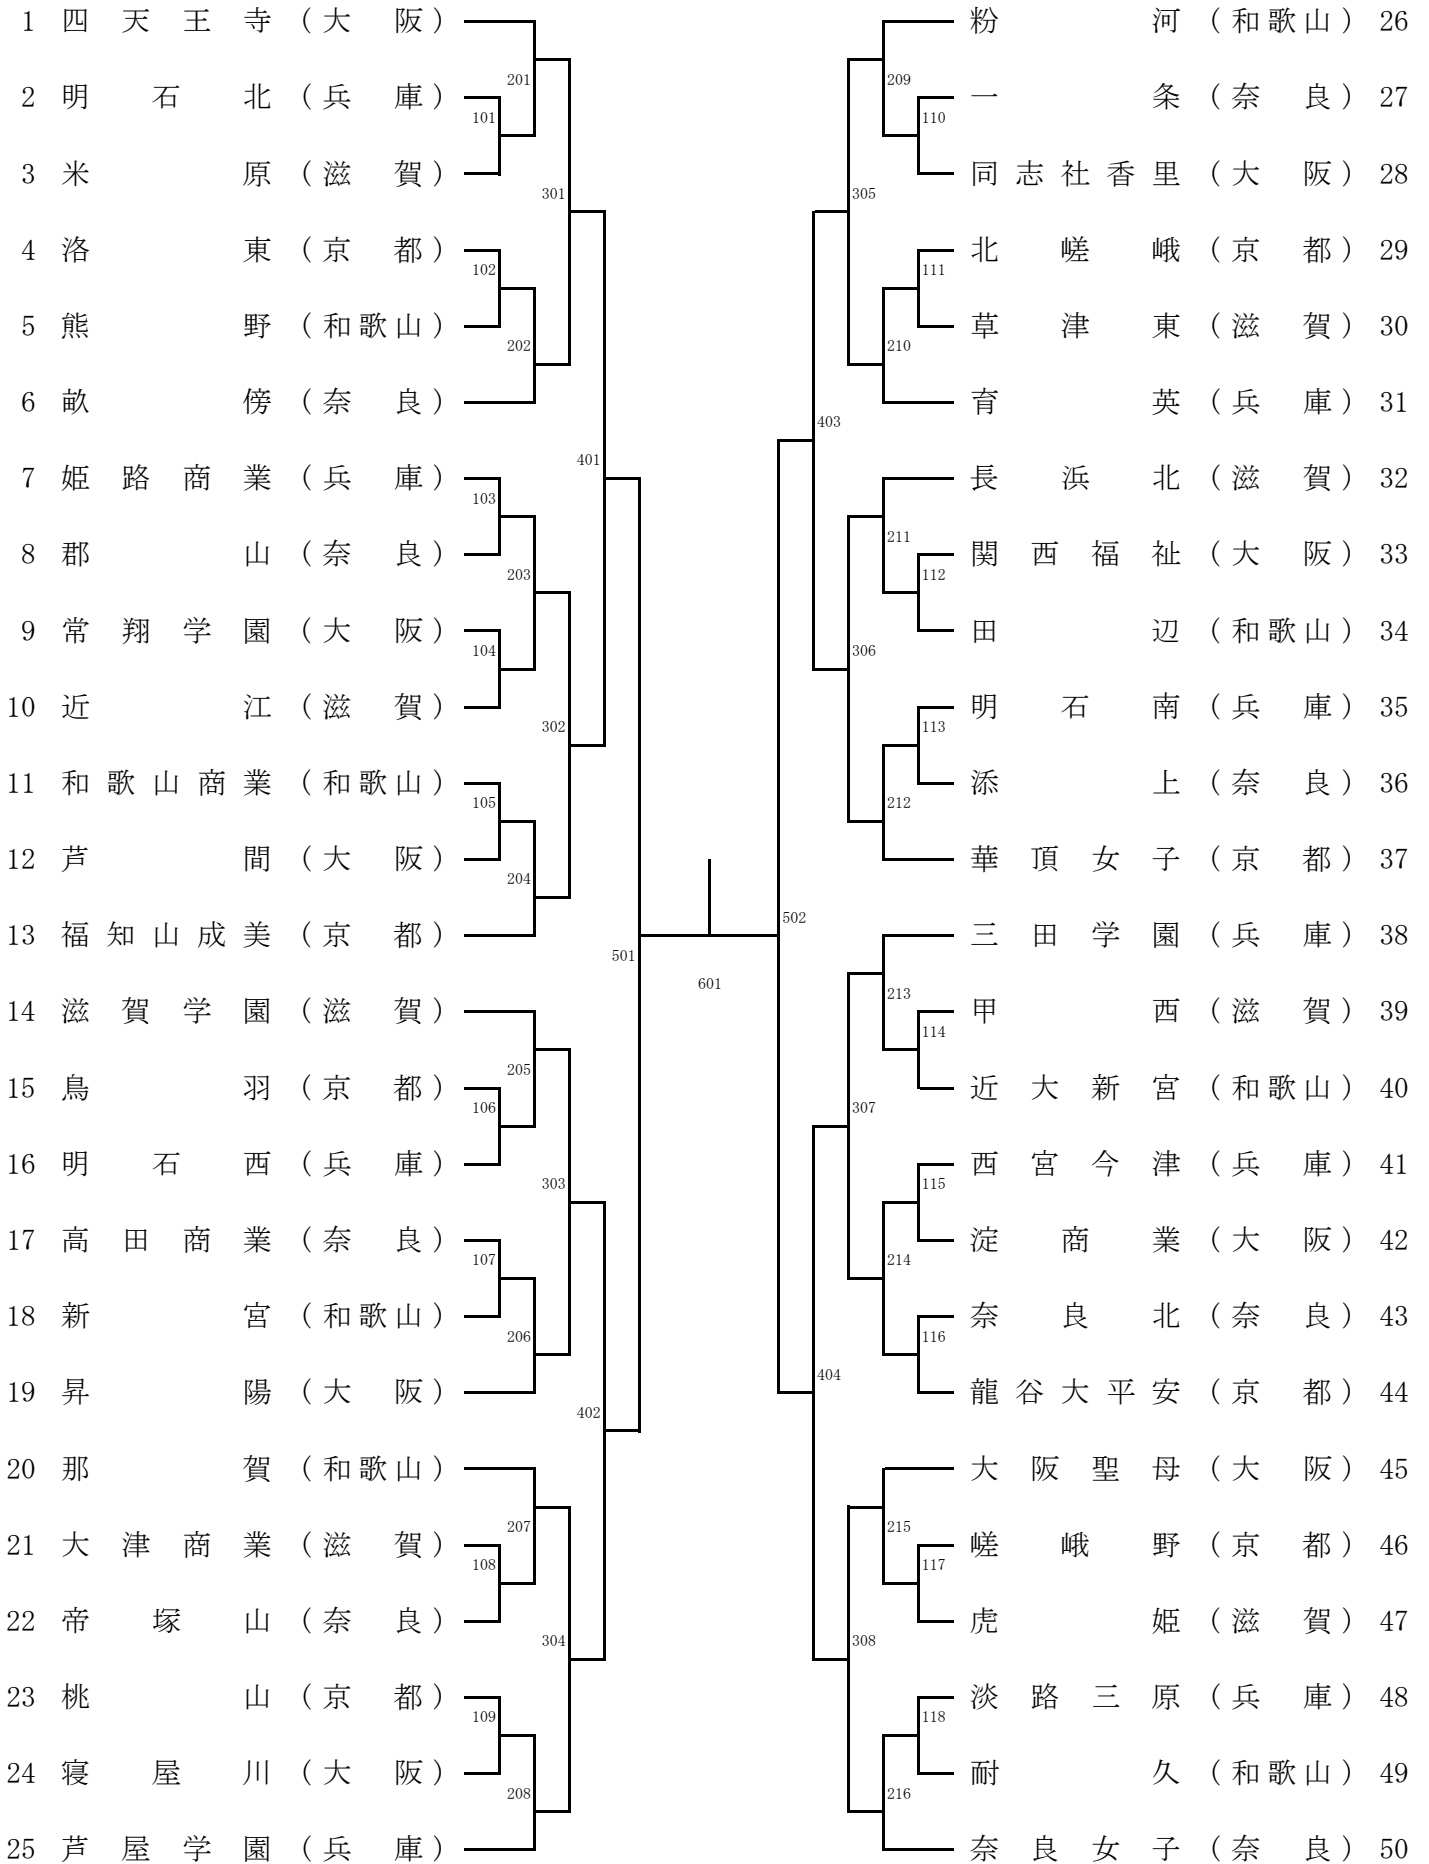 1 四天王寺 (大阪)
2 明石北 (兵庫)
3 米原 (滋賀)
4 洛東 (京都)
5 熊野 (和歌山)
6 畝傍 (奈良)
7 姫路商業 (兵庫)
8 郡山 (奈良)
9 常翔学園 (大阪)
10 近江 (滋賀)
11 和歌山商業 (和歌山)
12 芦間 (大阪)
13 福知山成美 (京都)
14 滋賀学園 (滋賀)
15 鳥羽 (京都)
16 明石西 (兵庫)
17 高田商業 (奈良)
18 新宮 (和歌山)
19 昇陽 (大阪)
20 那賀 (和歌山)
21 大津商業 (滋賀)
22 帝塚山 (奈良)
23 桃山 (京都)
24 寝屋川 (大阪)
25 芦屋学園 (兵庫)
101
102
103
104
105
106
107
108
109
201
202
203
204
205
206
207
208
301
302
303
304
401
402
501
601
502
403
404
305
306
307
308
209
210
211
212
213
214
215
216
110
111
112
113
114
115
116
117
118
粉河 (和歌山) 26
一条 (奈良) 27
同志社香里 (大阪) 28
北嵯峨 (京都) 29
草津東 (滋賀) 30
育英 (兵庫) 31
長浜北 (滋賀) 32
関西福祉 (大阪) 33
田辺 (和歌山) 34
明石南 (兵庫) 35
添上 (奈良) 36
華頂女子 (京都) 37
三田学園 (兵庫) 38
甲西 (滋賀) 39
近大新宮 (和歌山) 40
西宮今津 (兵庫) 41
淀商業 (大阪) 42
奈良北 (奈良) 43
龍谷大平安 (京都) 44
大阪聖母 (大阪) 45
嵯峨野 (京都) 46
虎姫 (滋賀) 47
淡路三原 (兵庫) 48
耐久 (和歌山) 49
奈良女子 (奈良) 50